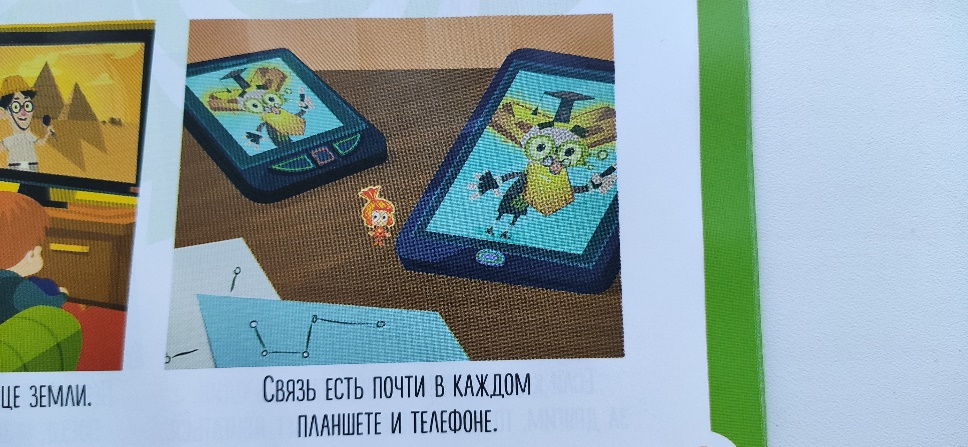 ЦЕ ЗЕМЛИ.
СВЯЗЬ ЕСТЬ ПОЧТИ В КАЖДОМ
ПЛАНШЕТЕ И ТЕЛЕФОНЕ.